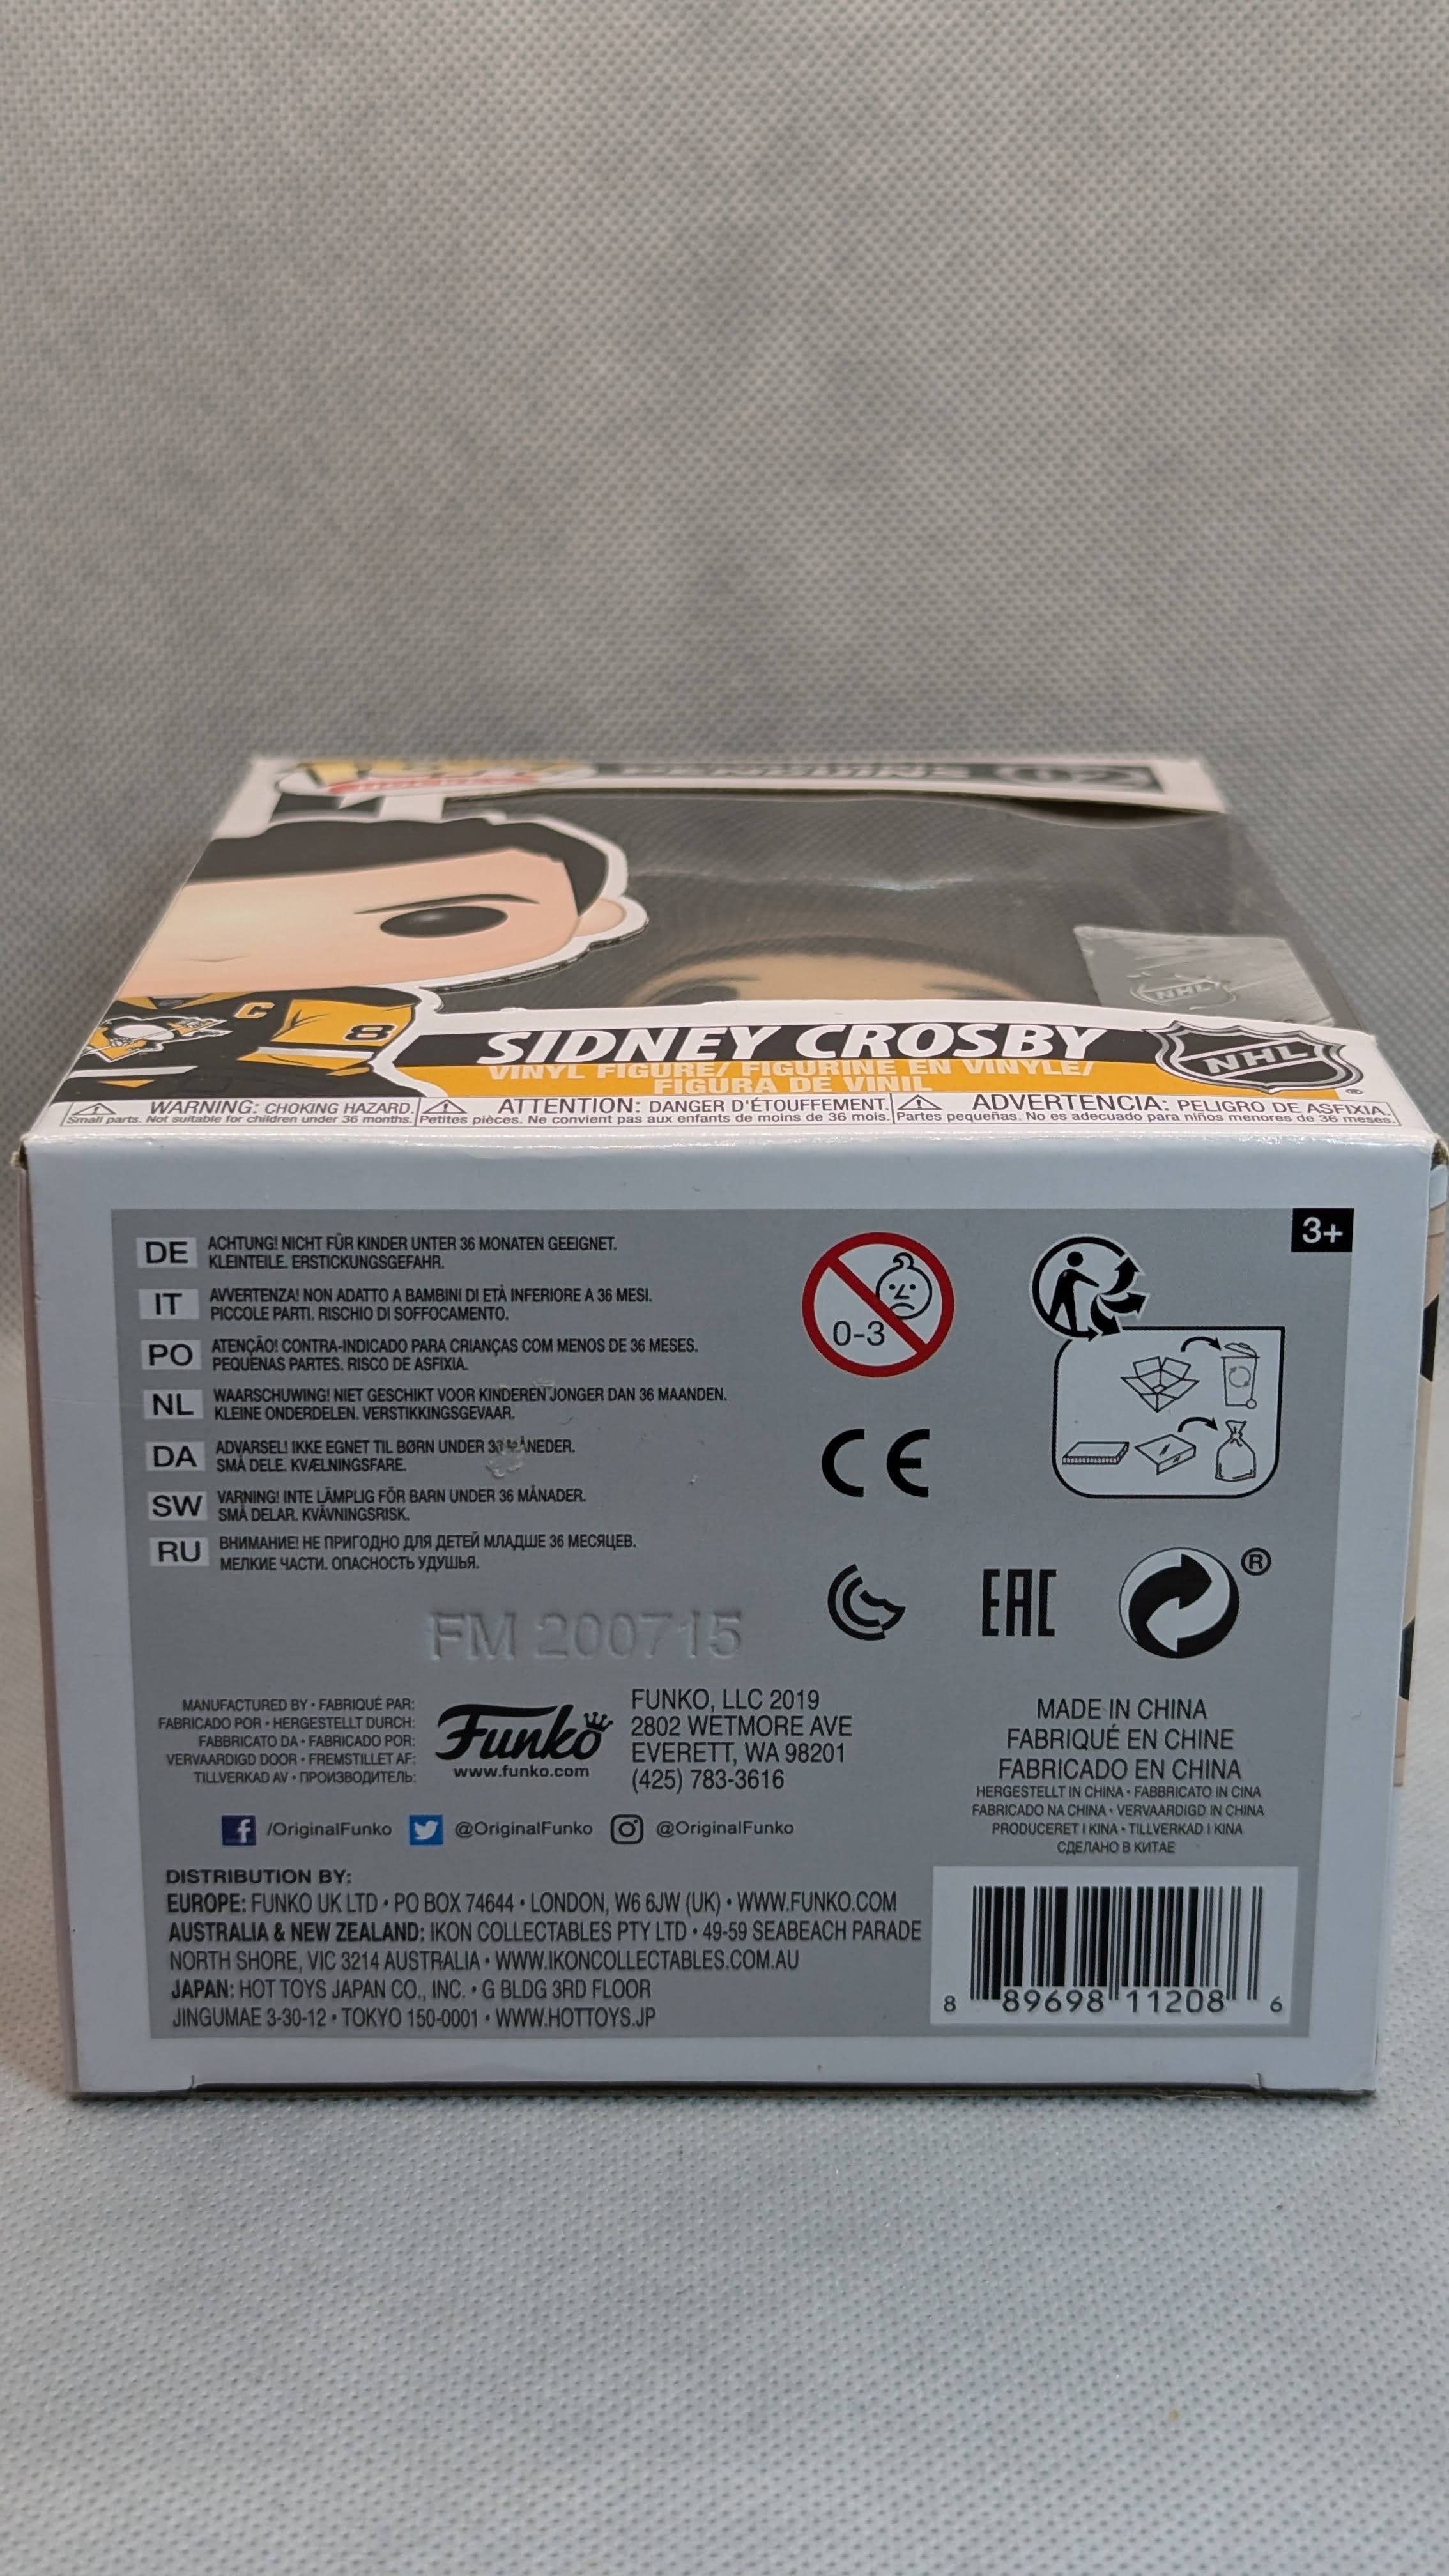 02
SIDNEY CROSBY
VINYL FIGURE/ FIGURINE EN VINYLE/
FIGURA DE VINIL
NHL
NHL
®
C
8
WARNING: CHOKING HAZARD.
Small parts. Not suitable for children under 36 months.
ATTENTION: DANGER D'ÉTOUFFEMENT.
Petites pièces. Ne convient pas aux enfants de moins de 36 mois.
ADVERTENCIA: PELIGRO DE ASFIXIA.
Partes pequeñas. No es adecuado para niños menores de 36 meses.
3+
DE ACHTUNG! NICHT FÜR KINDER UNTER 36 MONATEN GEEIGNET.
KLEINTEILE. ERSTICKUNGSGEFAHR.
IT AVVERTENZA! NON ADATTO A BAMBINI DI ETÀ INFERIORE A 36 MESI.
PICCOLE PARTI. RISCHIO DI SOFFOCAMENTO.
PO ATENÇÃO! CONTRA-INDICADO PARA CRIANÇAS COM MENOS DE 36 MESES.
PEQUENAS PARTES. RISCO DE ASFIXIA.
NL WAARSCHUWING! NIET GESCHIKT VOOR KINDEREN JONGER DAN 36 MAANDEN.
KLEINE ONDERDELEN. VERSTIKKINGSGEVAAR.
DA ADVARSEL! IKKE EGNET TIL BØRN UNDER 36 MÅNEDER.
SMÅ DELE. KVÆLNINGSFARE.
SW VARNING! INTE LÄMPLIG FÖR BARN UNDER 36 MÅNADER.
SMÅ DELAR. KVÄVNINGSRISK.
RU ВНИМАНИЕ! НЕ ПРИГОДНО ДЛЯ ДЕТЕЙ МЛАДШЕ 36 МЕСЯЦЕВ.
МЕЛКИЕ ЧАСТИ. ОПАСНОСТЬ УДУШЬЯ.
0-3
CE
EAC
®
FM 200715
MANUFACTURED BY • FABRIQUÉ PAR:
FABRICADO POR • HERGESTELLT DURCH:
FABBRICATO DA • FABRICADO POR:
VERVAARDIGD DOOR • FREMSTILLET AF:
TILLVERKAD AV • ПРОИЗВОДИТЕЛЬ:
Funko
www.funko.com
FUNKO, LLC 2019
2802 WETMORE AVE
EVERETT, WA 98201
(425) 783-3616
MADE IN CHINA
FABRIQUÉ EN CHINE
FABRICADO EN CHINA
HERGESTELLT IN CHINA • FABBRICATO IN CINA
FABRICADO NA CHINA • VERVAARDIGD IN CHINA
PRODUCERET I KINA • TILLVERKAD I KINA
СДЕЛАНО В КИТАЕ
/OriginalFunko @OriginalFunko @OriginalFunko
DISTRIBUTION BY:
EUROPE: FUNKO UK LTD • PO BOX 74644 • LONDON, W6 6JW (UK) • WWW.FUNKO.COM
AUSTRALIA & NEW ZEALAND: IKON COLLECTABLES PTY LTD • 49-59 SEABEACH PARADE
NORTH SHORE, VIC 3214 AUSTRALIA • WWW.IKONCOLLECTABLES.COM.AU
JAPAN: HOT TOYS JAPAN CO., INC. • G BLDG 3RD FLOOR
JINGUMAE 3-30-12 • TOKYO 150-0001 • WWW.HOTTOYS.JP
8 89698 11208 6